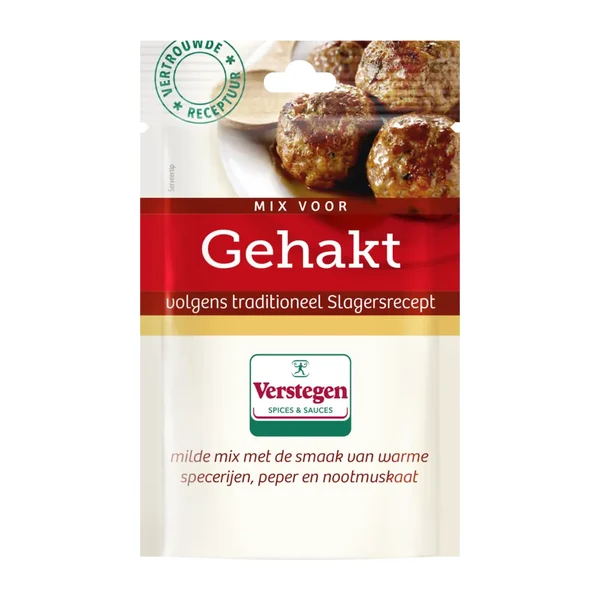 VERTROUWDE
RECEPTUUR
Serveertip
MIX VOOR
Gehakt
volgens traditioneel Slagersrecept
Verstegen
SPICES & SAUCES
milde mix met de smaak van warme
specerijen, peper en nootmuskaat